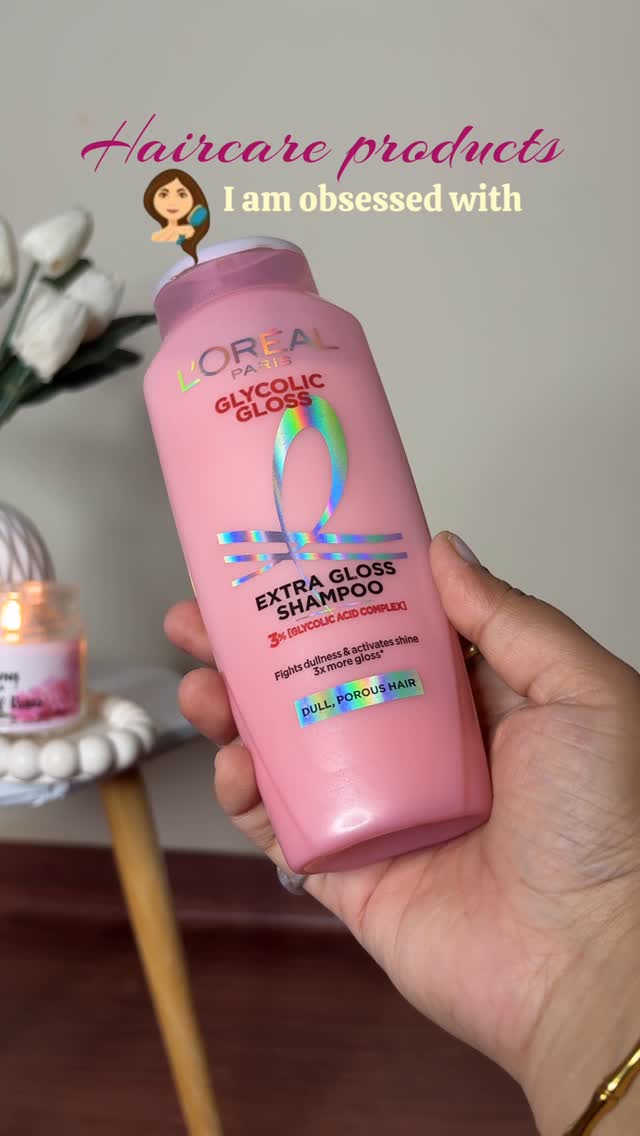 Haircare products
I am obsessed with
L'ORÉAL
PARIS
GLYCOLIC
GLOSS
EXTRA GLOSS
SHAMPOO
3% [GLYCOLIC ACID COMPLEX]
Fights dullness & activates shine
3x more gloss*
DULL, POROUS HAIR